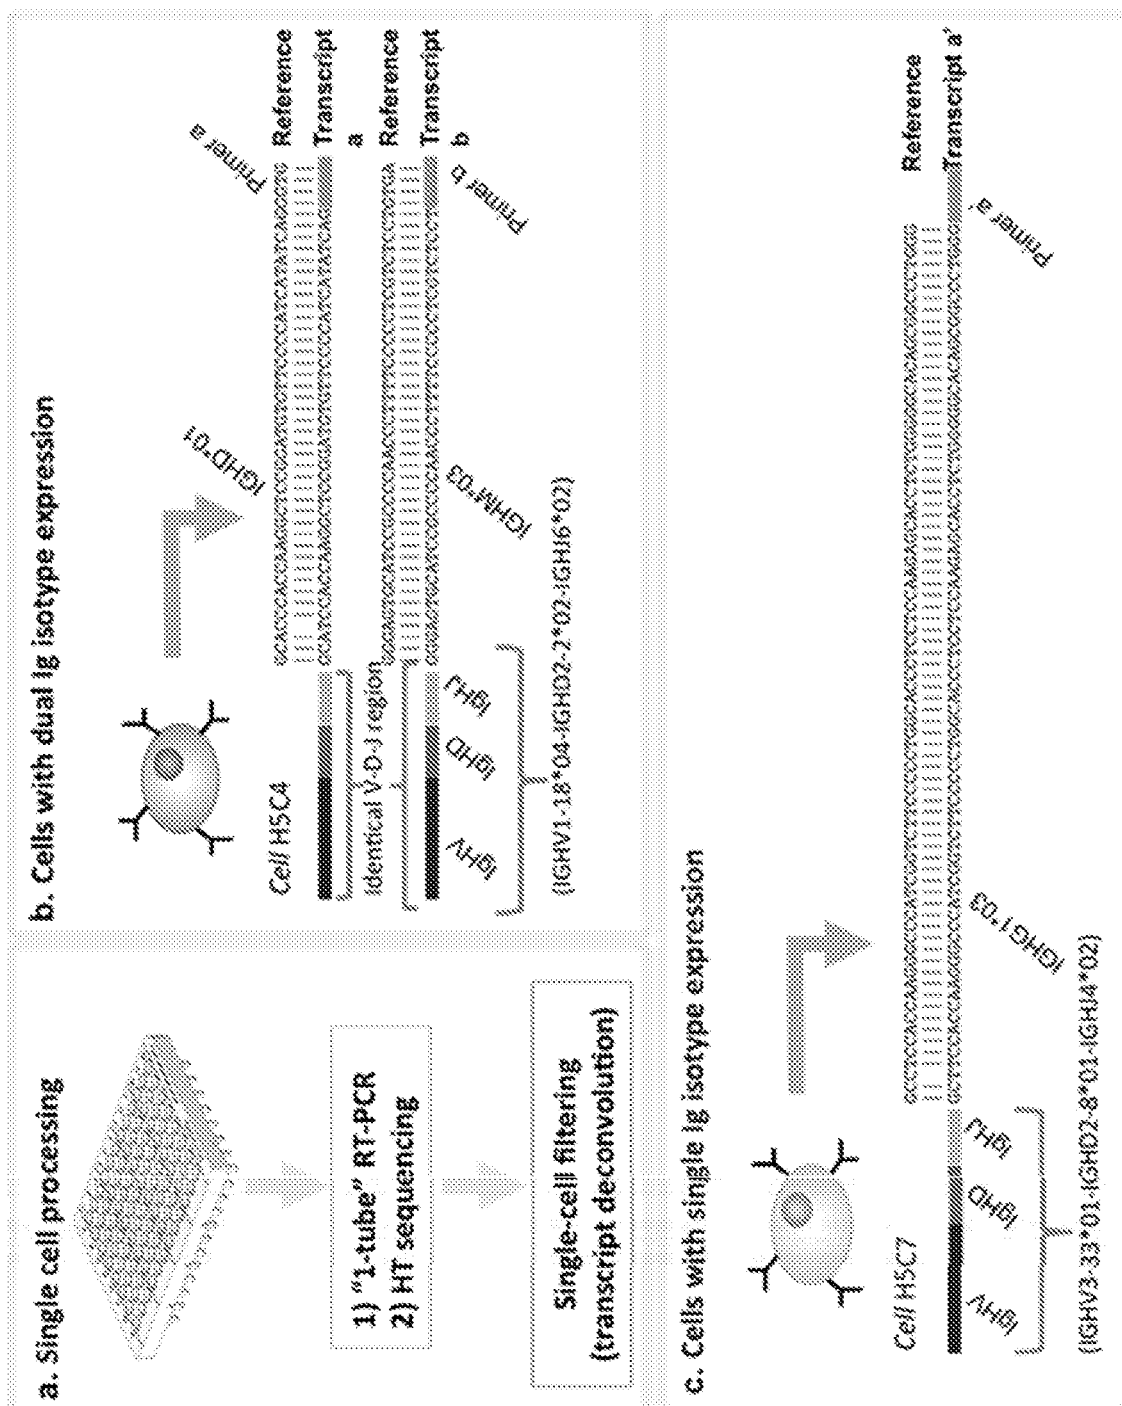 a. Single cell processing
1) "1-tube" RT-PCR
2) HT sequencing
Single-cell filtering
(transcript deconvolution)
b. Cells with dual Ig isotype expression
Cell H5C4
IGHD*01
Primer a
Reference
Transcript
a
Identical V-D-J region
Reference
Transcript
b
IgHV
IgHD
IgHJ
IGHM*03
Primer b
(IGHV1-18*04-IGHD2-2*02-IGHJ6*02)
c. Cells with single Ig isotype expression
Cell H5C7
Reference
Transcript a'
IgHV
IgHD
IgHJ
IGHG1*03
Primer a'
(IGHV3-33*01-IGHD2-8*01-IGHJ4*02)